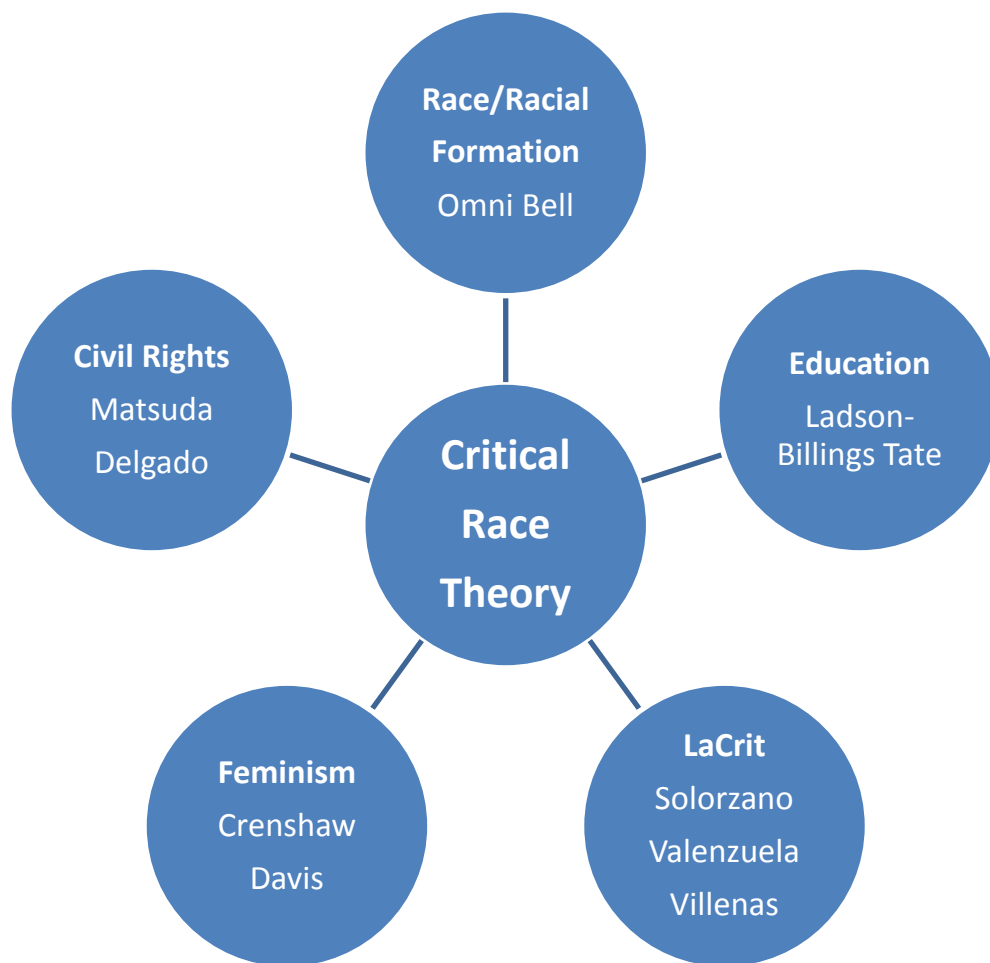 Race/Racial
Formation
Omni Bell
Civil Rights
Matsuda
Delgado
Education
Ladson-
Billings Tate
Critical
Race
Theory
Feminism
Crenshaw
Davis
LaCrit
Solorzano
Valenzuela
Villenas